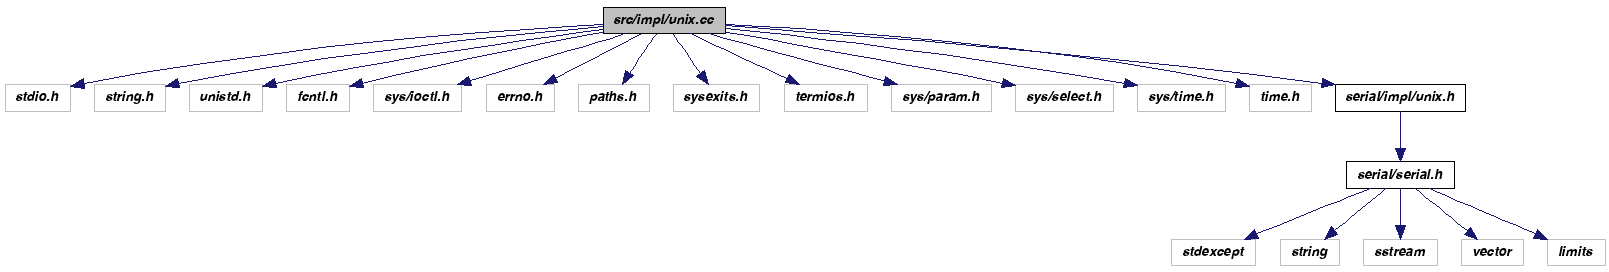 src/impl/unix.cc
stdio.h
string.h
unistd.h
fcntl.h
sys/ioctl.h
errno.h
paths.h
sysexits.h
termios.h
sys/param.h
sys/select.h
sys/time.h
time.h
serial/impl/unix.h
serial/serial.h
stdexcept
string
sstream
vector
limits